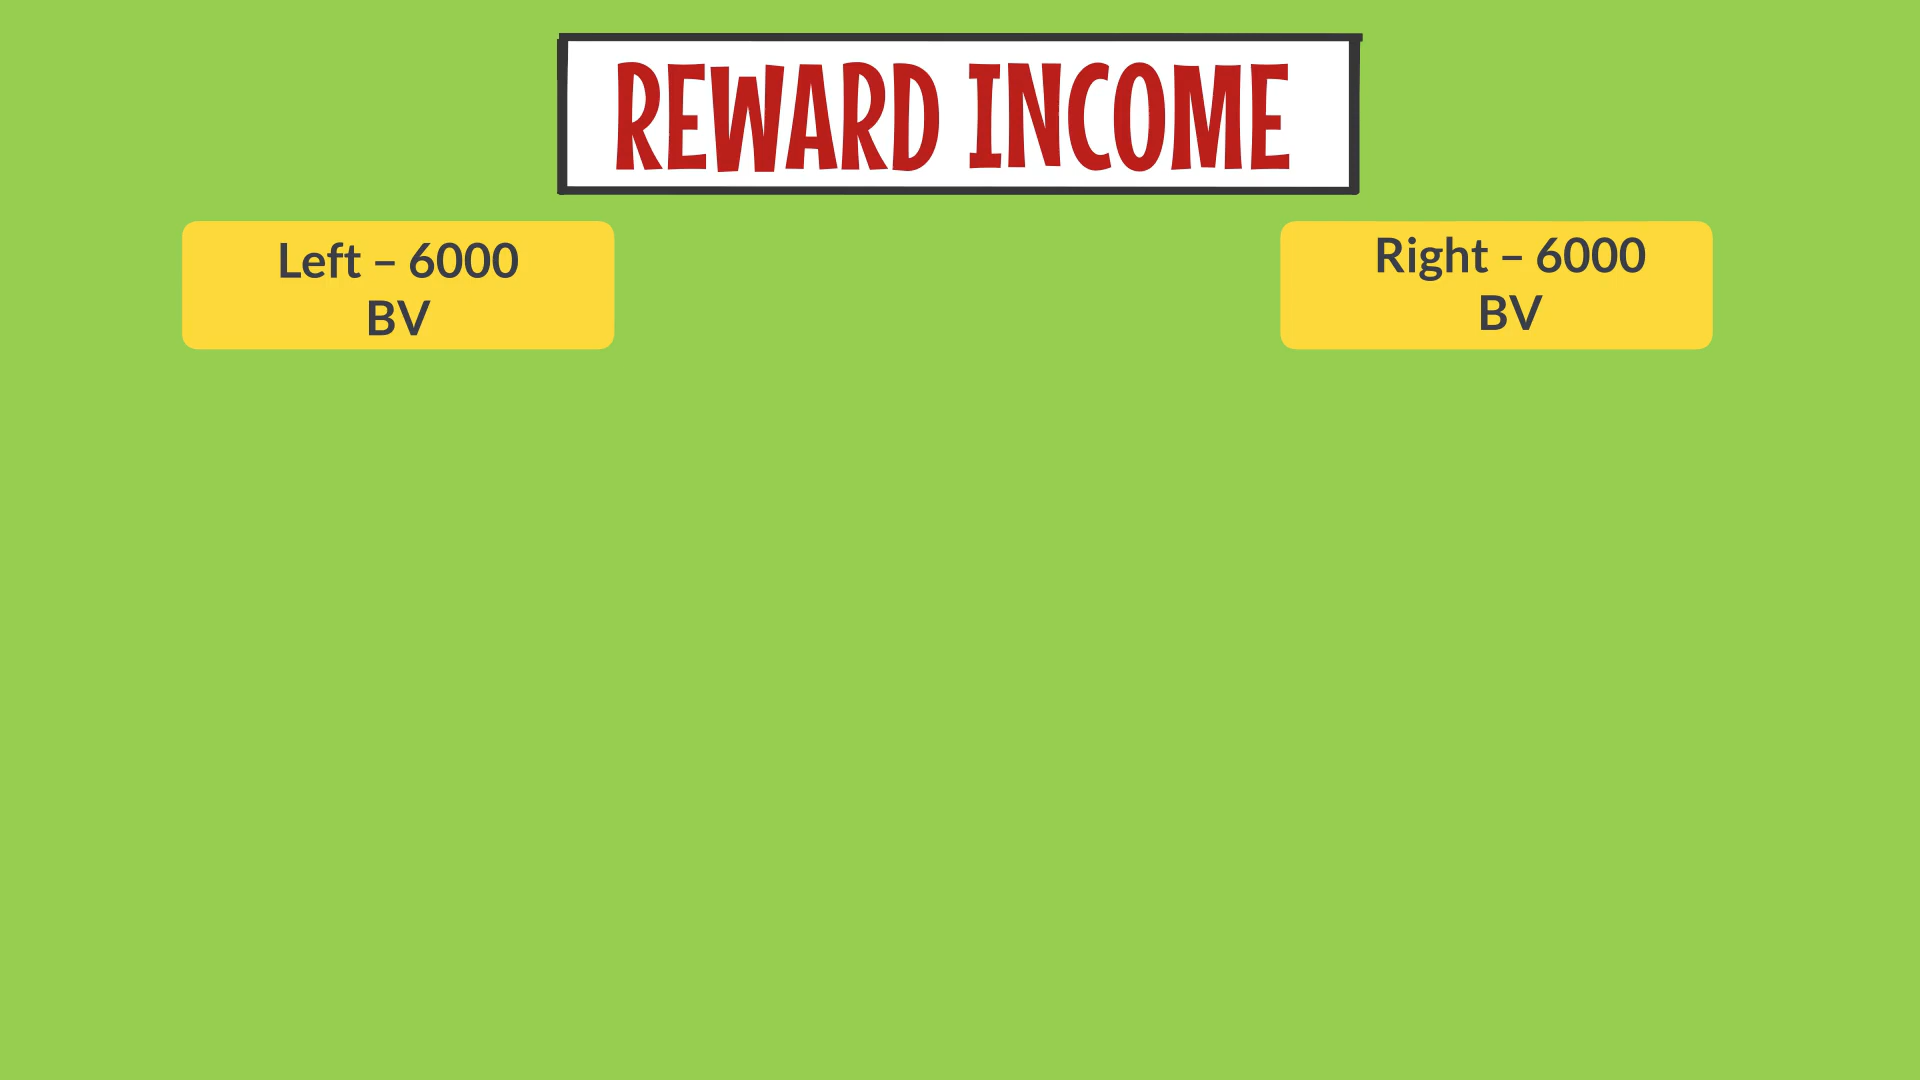 REWARD INCOME
Left – 6000
BV
Right – 6000
BV